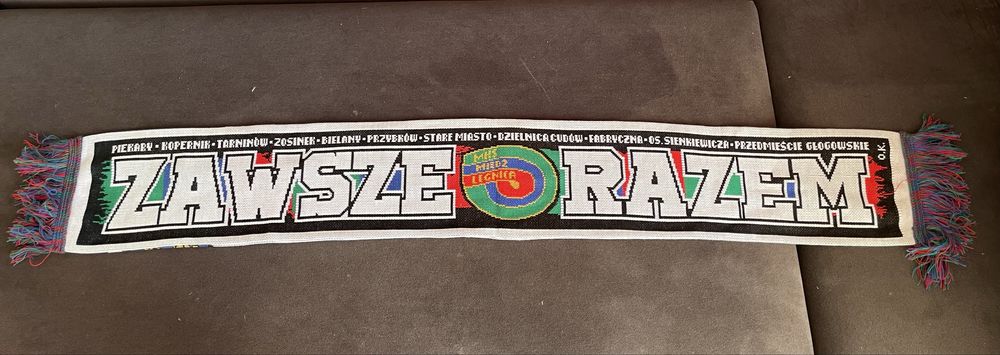 PIEKARY • KOPERNIK • TARNINÓW • ZOSINEK • BIELANY • PRZYBKÓW • STARE MIASTO • DZIELNICA CUDÓW • FABRYCZNA • OS. SIENKIEWICZA • PRZEDMIEŚCIE GŁOGOWSKIE
O.K.
ZAWSZE RAZEM
MKS
MIEDŹ
LEGNICA